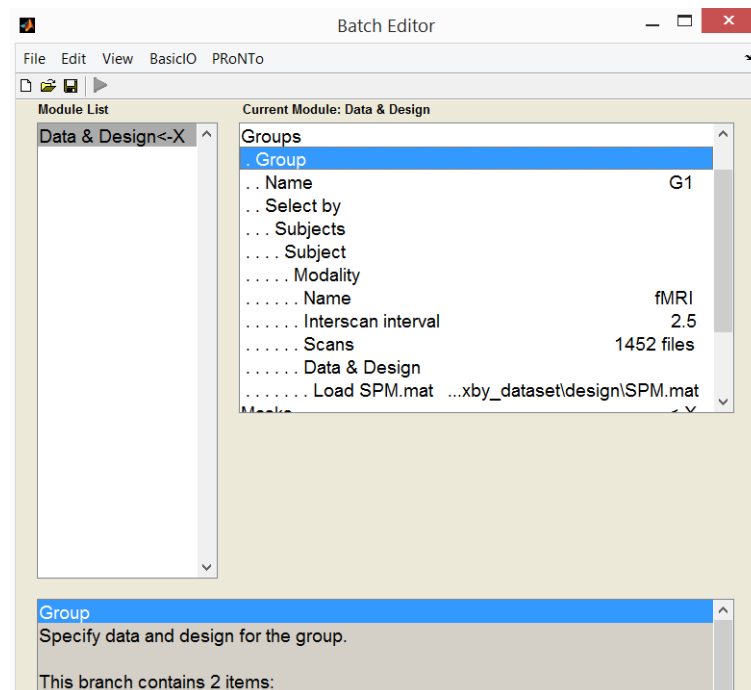 Batch Editor
File Edit View BasicIO PRoNTo
Module List
Current Module: Data & Design
Data & Design<-X
Groups
. Group
. . Name G1
. . Select by
. . . Subjects
. . . . Subject
. . . . . Modality
. . . . . . Name fMRI
. . . . . . Interscan interval 2.5
. . . . . . Scans 1452 files
. . . . . . Data & Design
. . . . . . . Load SPM.mat ...xby_dataset\design\SPM.mat
Masks <-X
Group
Specify data and design for the group.
This branch contains 2 items: